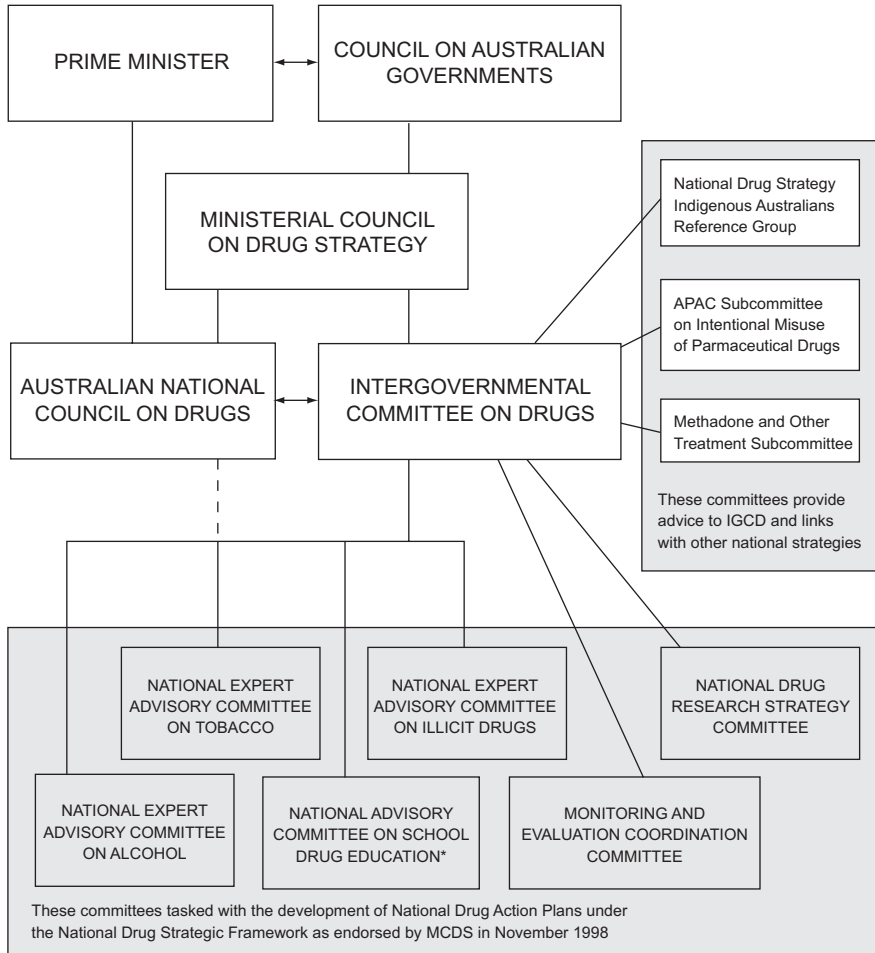 PRIME MINISTER
COUNCIL ON AUSTRALIAN
GOVERNMENTS
MINISTERIAL COUNCIL
ON DRUG STRATEGY
National Drug Strategy
Indigenous Australians
Reference Group
APAC Subcommittee
on Intentional Misuse
of Parmaceutical Drugs
Methadone and Other
Treatment Subcommittee
These committees provide
advice to IGCD and links
with other national strategies
AUSTRALIAN NATIONAL
COUNCIL ON DRUGS
INTERGOVERNMENTAL
COMMITTEE ON DRUGS
NATIONAL EXPERT
ADVISORY COMMITTEE
ON TOBACCO
NATIONAL EXPERT
ADVISORY COMMITTEE
ON ILLICIT DRUGS
NATIONAL DRUG
RESEARCH STRATEGY
COMMITTEE
NATIONAL EXPERT
ADVISORY COMMITTEE
ON ALCOHOL
NATIONAL ADVISORY
COMMITTEE ON SCHOOL
DRUG EDUCATION*
MONITORING AND
EVALUATION COORDINATION
COMMITTEE
These committees tasked with the development of National Drug Action Plans under
the National Drug Strategic Framework as endorsed by MCDS in November 1998